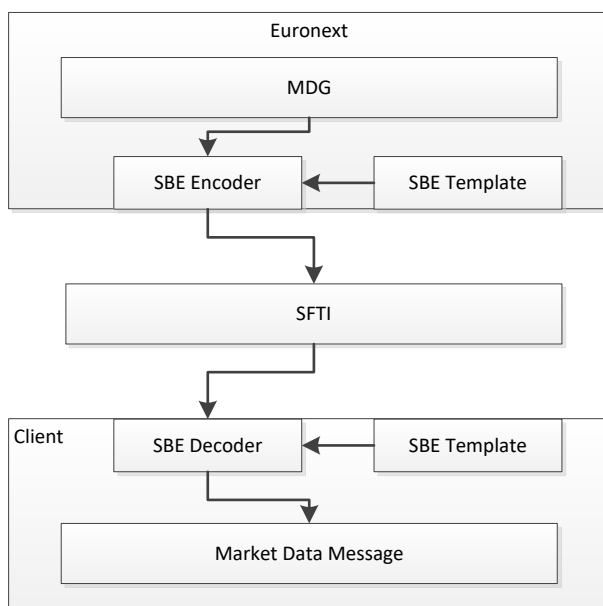 Euronext
MDG
SBE Encoder
SBE Template
SFTI
Client
SBE Decoder
SBE Template
Market Data Message